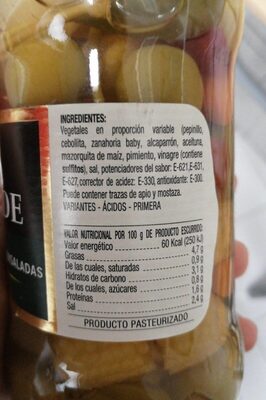 INGREDIENTES:
Vegetales en proporción variable (pepinillo,
cebollita, zanahoria baby, alcaparrón, aceituna,
mazorquita de maíz, pimiento, vinagre (contiene
sulfitos), sal, potenciadores del sabor: E-621,E-631,
E-627,corrector de acidez: E-330, antioxidante: E-300.
Puede contener trazas de apio y mostaza.
VARIANTES - ÁCIDOS - PRIMERA
DE
NSALADAS
VALOR NUTRICIONAL POR 100 g DE PRODUCTO ESCURRIDO:
Valor energético 60 Kcal (250 kJ)
Grasas 4,7 g
De las cuales, saturadas 0,9 g
Hidratos de carbono 3,1 g
De los cuales, azúcares 0,8 g
Proteinas 1,6 g
Sal 2,4 g
PRODUCTO PASTEURIZADO